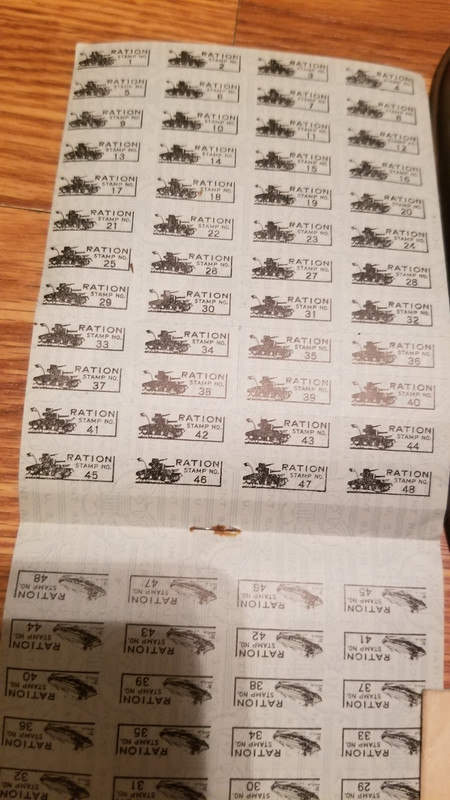 RATION RATION RATION RATION
STAMP NO. STAMP NO. STAMP NO. STAMP NO.
1 2 3 4
RATION RATION RATION RATION
STAMP NO. STAMP NO. STAMP NO. STAMP NO.
5 6 7 8
RATION RATION RATION RATION
STAMP NO. STAMP NO. STAMP NO. STAMP NO.
9 10 11 12
RATION RATION RATION RATION
STAMP NO. STAMP NO. STAMP NO. STAMP NO.
13 14 15 16
RATION RATION RATION RATION
STAMP NO. STAMP NO. STAMP NO. STAMP NO.
17 18 19 20
RATION RATION RATION RATION
STAMP NO. STAMP NO. STAMP NO. STAMP NO.
21 22 23 24
RATION RATION RATION RATION
STAMP NO. STAMP NO. STAMP NO. STAMP NO.
25 26 27 28
RATION RATION RATION RATION
STAMP NO. STAMP NO. STAMP NO. STAMP NO.
29 30 31 32
RATION RATION RATION RATION
STAMP NO. STAMP NO. STAMP NO. STAMP NO.
33 34 35 36
RATION RATION RATION RATION
STAMP NO. STAMP NO. STAMP NO. STAMP NO.
37 38 39 40
RATION RATION RATION RATION
STAMP NO. STAMP NO. STAMP NO. STAMP NO.
41 42 43 44
RATION RATION RATION RATION
STAMP NO. STAMP NO. STAMP NO. STAMP NO.
45 46 47 48
29 30 31 32
RATION RATION RATION RATION
STAMP NO. STAMP NO. STAMP NO. STAMP NO.
33 34 35 36
RATION RATION RATION RATION
STAMP NO. STAMP NO. STAMP NO. STAMP NO.
37 38 39 40
RATION RATION RATION RATION
STAMP NO. STAMP NO. STAMP NO. STAMP NO.
41 42 43 44
RATION RATION RATION RATION
STAMP NO. STAMP NO. STAMP NO. STAMP NO.
45 46 47 48